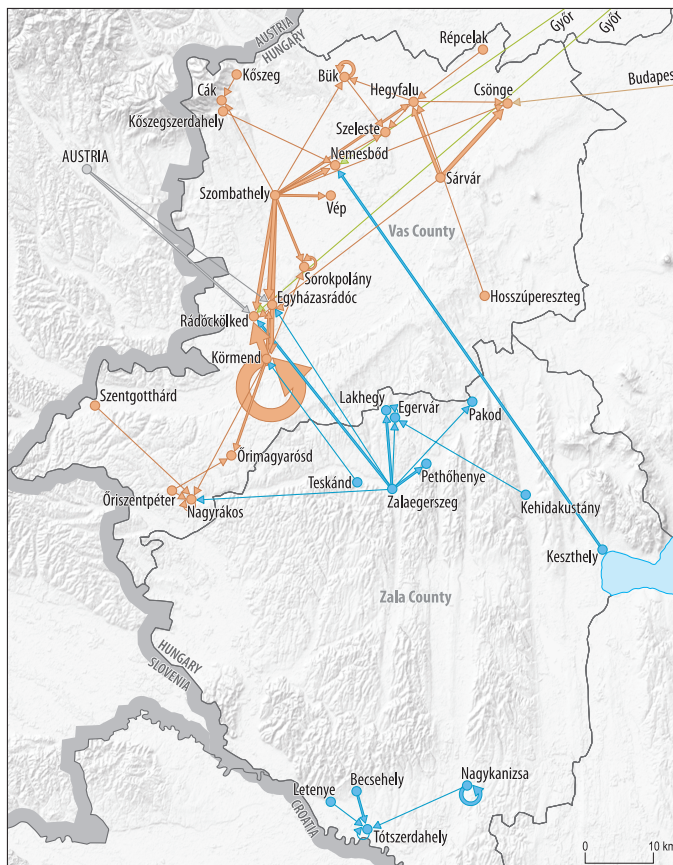 AUSTRIA
HUNGARY
Répcelak
Győr
Győr
Kőszeg
Bük
Cák
Hegyfalu
Csönge
Budapes
Kőszegszerdahely
Szeleste
Nemesbőd
AUSTRIA
Szombathely
Vép
Sárvár
Vas County
Sorokpolány
Egyházasrádóc
Hosszúpereszteg
Rádóckölked
Körmend
Szentgotthárd
Lakhegy
Egervár
Pakod
Őrimagyarósd
Teskánd
Pethőhenye
Őriszentpéter
Nagyrákos
Zalaegerszeg
Kehidakustány
Keszthely
Zala County
HUNGARY
SLOVENIA
Nagykanizsa
Becsehely
Letenye
CROATIA
Tótszerdahely
0 10 km